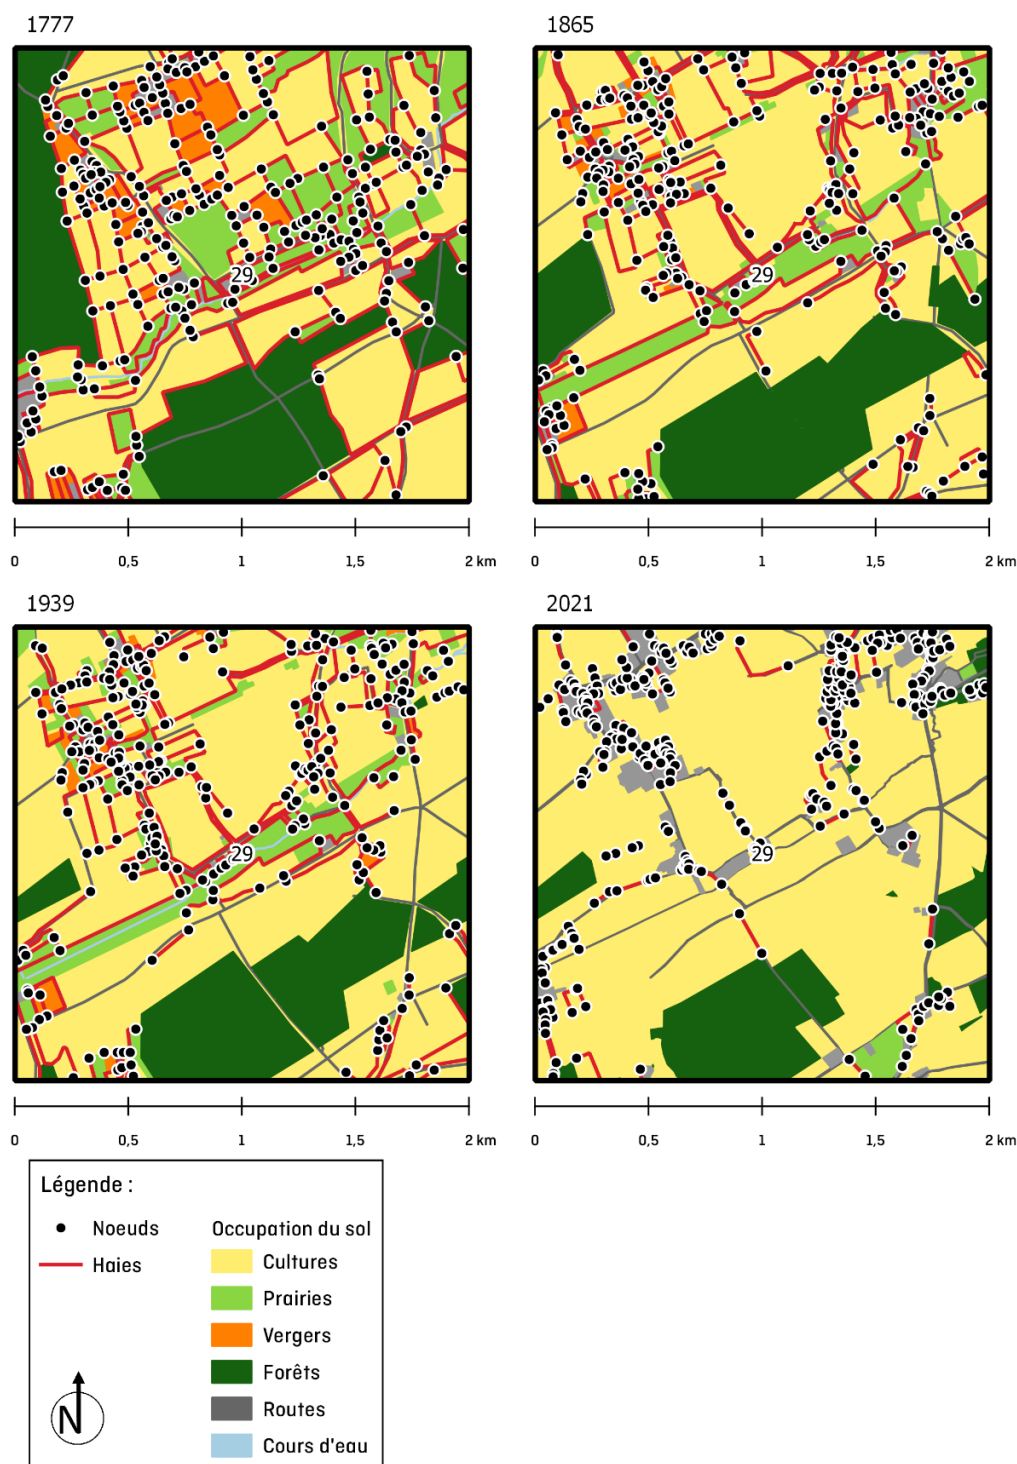 1777
1865
29
29
0 0,5 1 1,5 2 km
0 0,5 1 1,5 2 km
1939
2021
29
29
0 0,5 1 1,5 2 km
0 0,5 1 1,5 2 km
Légende :
Noeuds
Haies
Occupation du sol
Cultures
Prairies
Vergers
Forêts
Routes
Cours d'eau
N